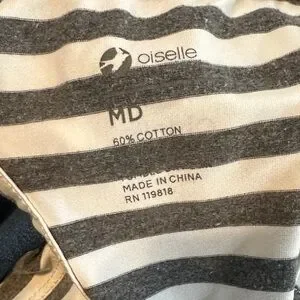 oiselle
MD
60% COTTON
MADE IN CHINA
RN 119818